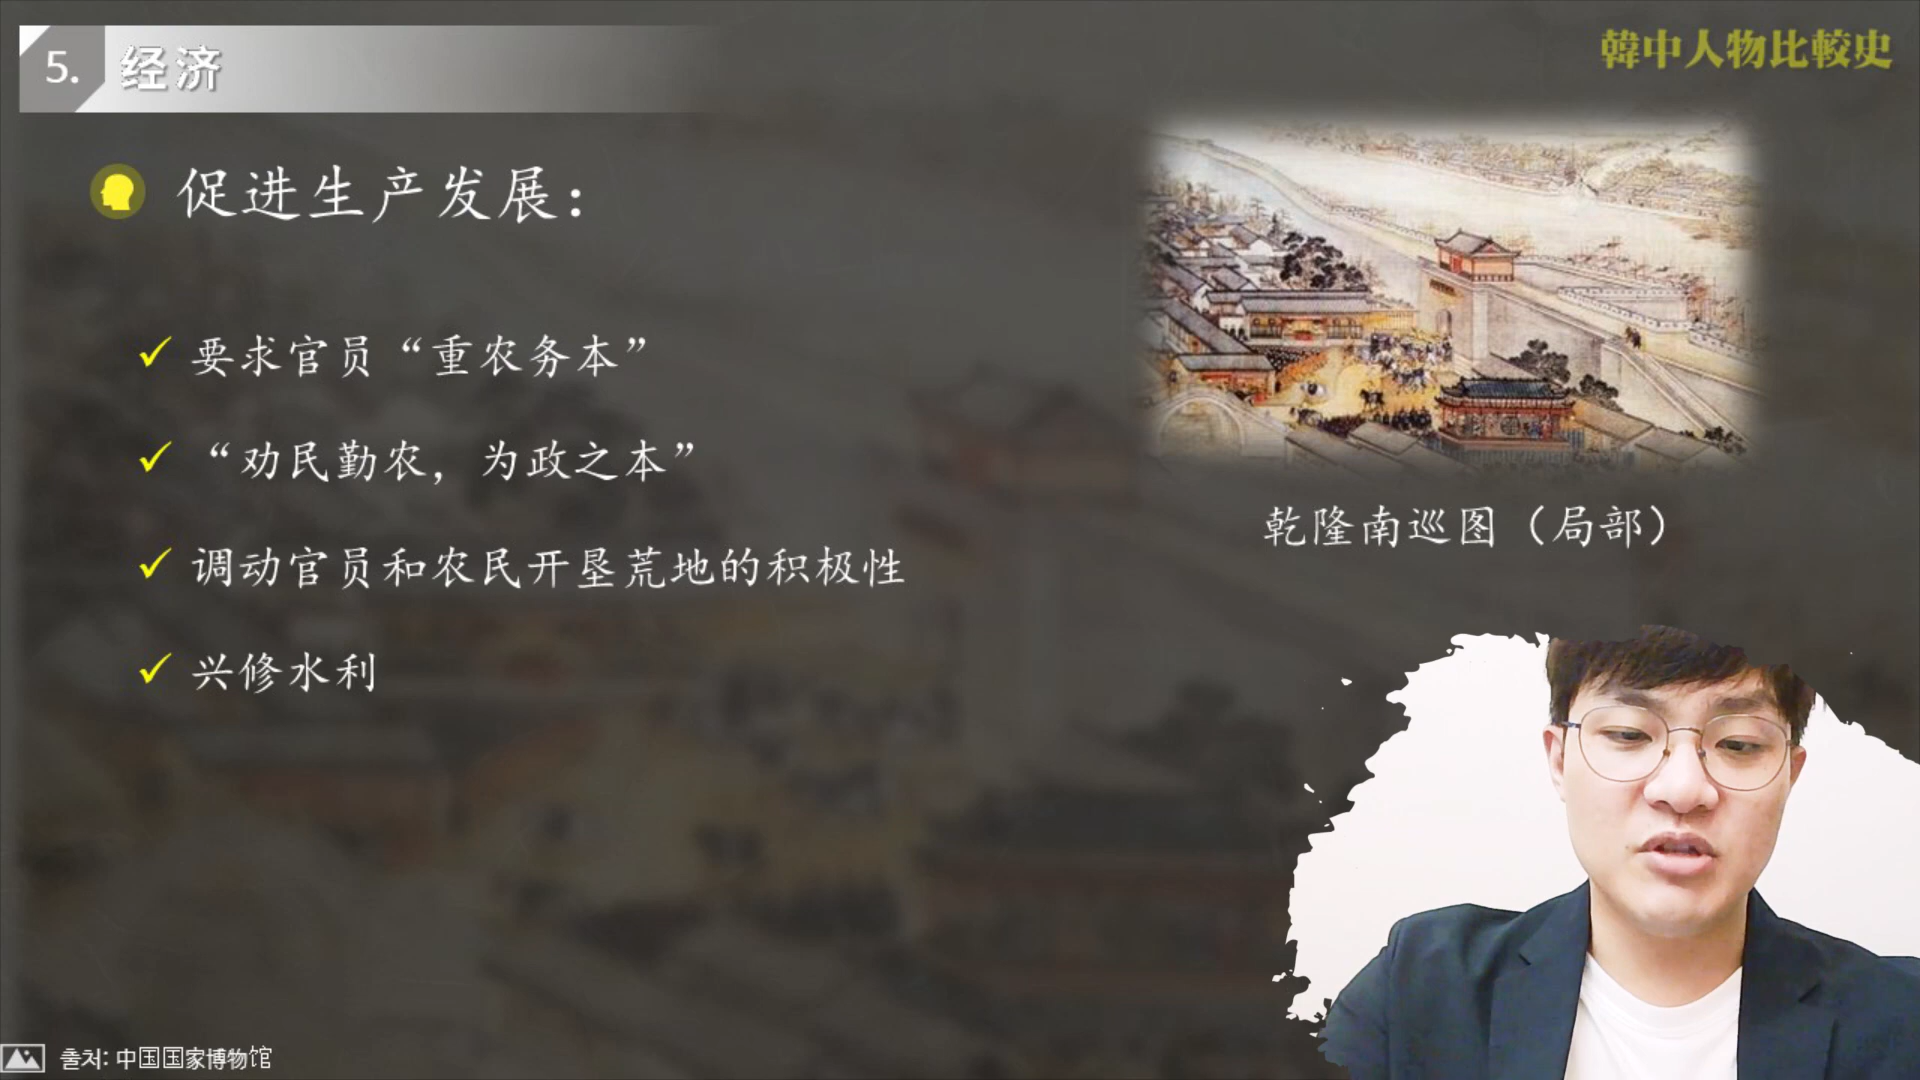 5. 经济
韓中人物比較史
促进生产发展：
要求官员“重农务本”
“劝民勤农，为政之本”
调动官员和农民开垦荒地的积极性
兴修水利
乾隆南巡图（局部）
출처: 中国国家博物馆